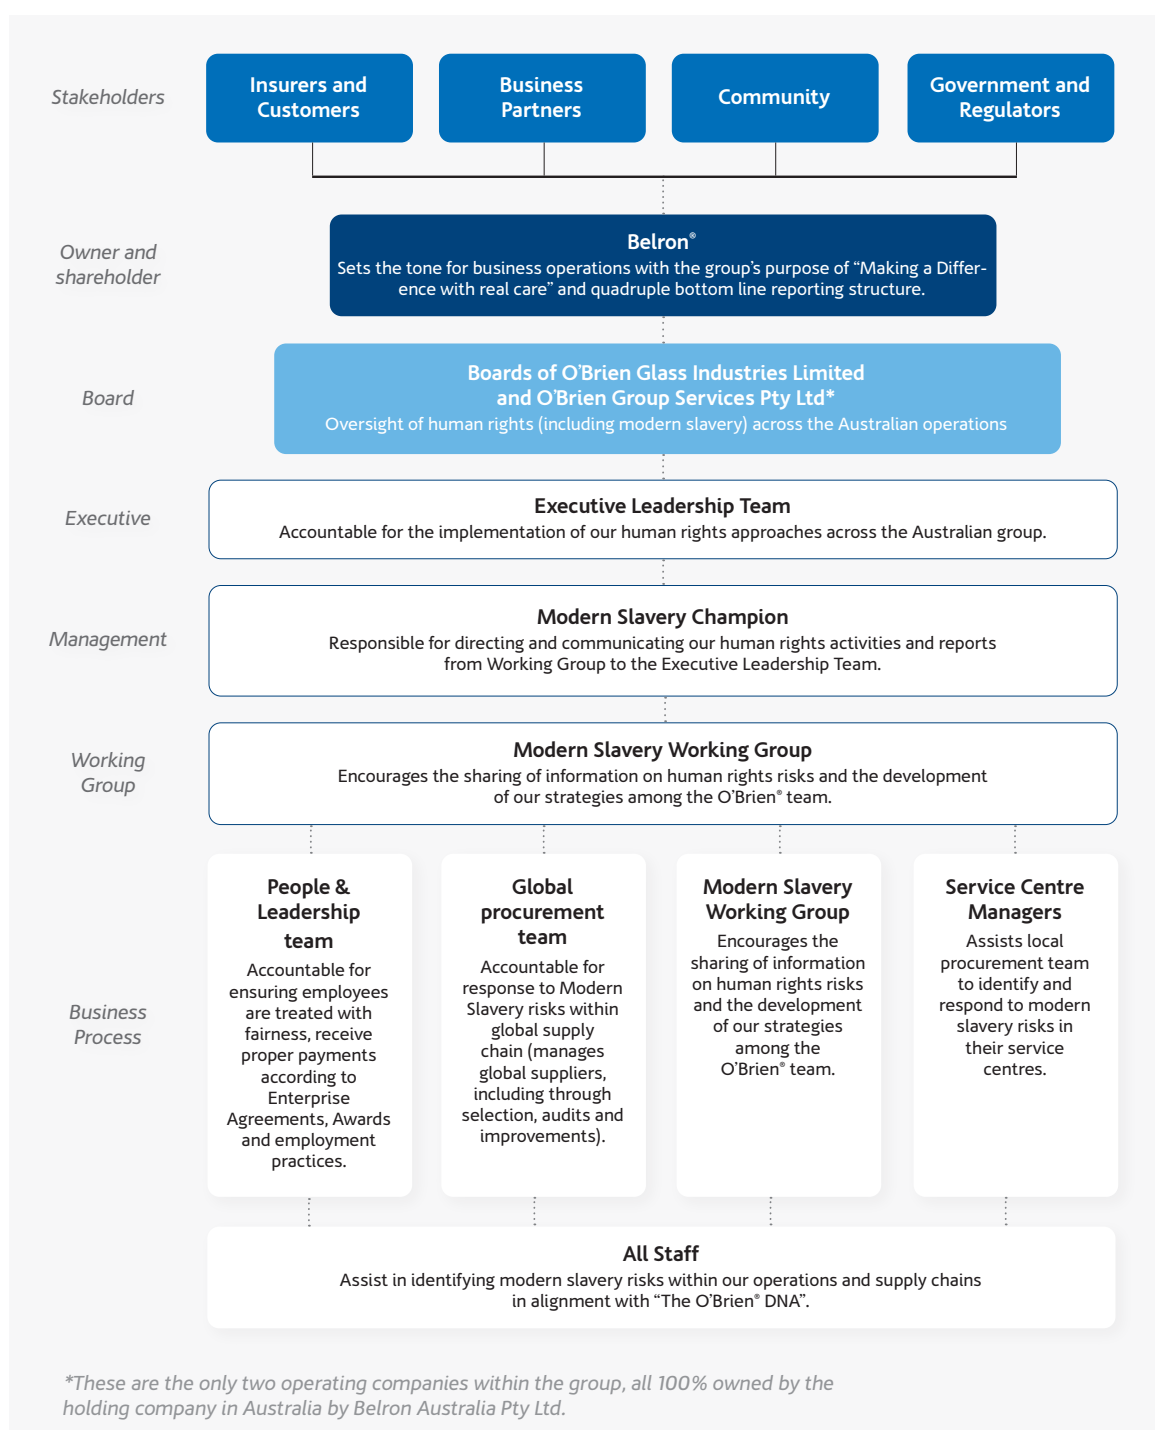 Stakeholders
Insurers and
Customers
Business
Partners
Community
Government and
Regulators
Owner and
shareholder
Belron®
Sets the tone for business operations with the group's purpose of “Making a Differ-
ence with real care” and quadruple bottom line reporting structure.
Board
Boards of O'Brien Glass Industries Limited
and O'Brien Group Services Pty Ltd*
Oversight of human rights (including modern slavery) across the Australian operations
Executive
Executive Leadership Team
Accountable for the implementation of our human rights approaches across the Australian group.
Management
Modern Slavery Champion
Responsible for directing and communicating our human rights activities and reports
from Working Group to the Executive Leadership Team.
Working
Group
Modern Slavery Working Group
Encourages the sharing of information on human rights risks and the development
of our strategies among the O'Brien® team.
Business
Process
People &
Leadership
team
Accountable for
ensuring employees
are treated with
fairness, receive
proper payments
according to
Enterprise
Agreements, Awards
and employment
practices.
Global
procurement
team
Accountable for
response to Modern
Slavery risks within
global supply
chain (manages
global suppliers,
including through
selection, audits and
improvements).
Modern Slavery
Working Group
Encourages the
sharing of information
on human rights risks
and the development
of our strategies
among the
O'Brien® team.
Service Centre
Managers
Assists local
procurement team
to identify and
respond to modern
slavery risks in
their service
centres.
All Staff
Assist in identifying modern slavery risks within our operations and supply chains
in alignment with “The O'Brien® DNA”.
*These are the only two operating companies within the group, all 100% owned by the
holding company in Australia by Belron Australia Pty Ltd.